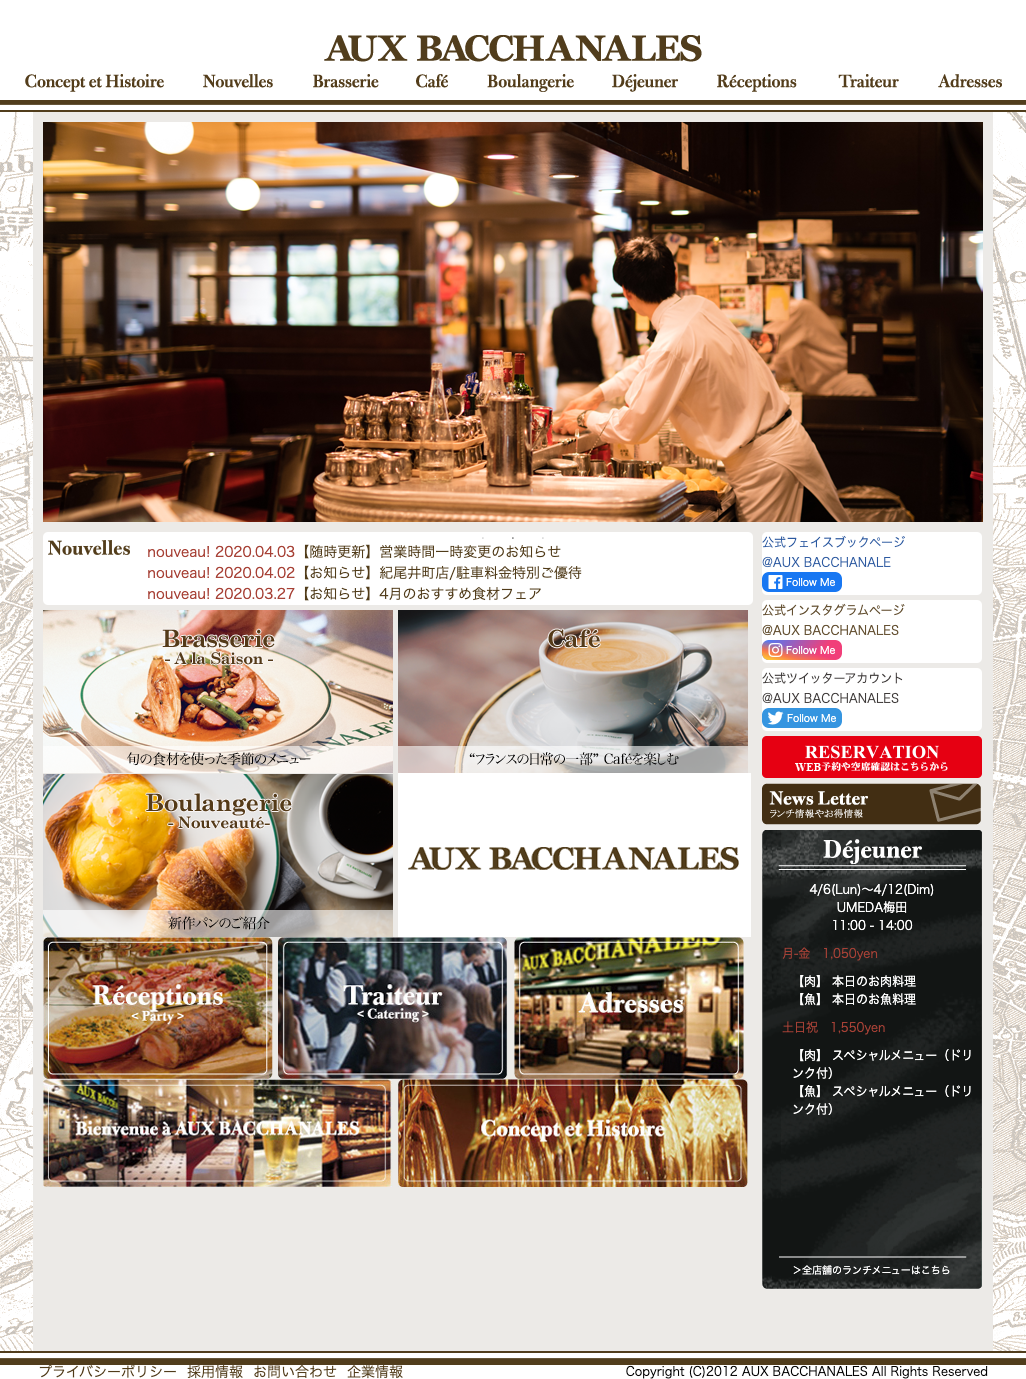 AUX BACCHANALES
Concept et Histoire Nouvelles Brasserie Café Boulangerie Déjeuner Réceptions Traiteur Adresses
Nouvelles
nouveau! 2020.04.03【随時更新】営業時間一時変更のお知らせ
nouveau! 2020.04.02【お知らせ】紀尾井町店/駐車料金特別ご優待
nouveau! 2020.03.27【お知らせ】4月のおすすめ食材フェア
公式フェイスブックページ
@AUX BACCHANALE
Follow Me
公式インスタグラムページ
@AUX BACCHANALES
Follow Me
公式ツイッターアカウント
@AUX BACCHANALES
Follow Me
RESERVATION
WEB予約や空席確認はこちらから
News Letter
ランチ情報やお得情報
Brasserie
- A la Saison -
旬の食材を使った季節のメニュー
Café
“フランスの日常の一部” Caféを楽しむ
Boulangerie
- Nouveauté-
新作パンのご紹介
AUX BACCHANALES
Réceptions
< Party >
Traiteur
< Catering >
AUX BACCHANALES
Adresses
AUX BACCHA
Bienvenue à AUX BACCHANALES
Concept et Histoire
Déjeuner
4/6(Lun)〜4/12(Dim)
UMEDA梅田
11:00 - 14:00
月-金　1,050yen
【肉】 本日のお肉料理
【魚】 本日のお魚料理
土日祝　1,550yen
【肉】 スペシャルメニュー（ドリ
ンク付）
【魚】 スペシャルメニュー（ドリ
ンク付）
＞全店舗のランチメニューはこちら
プライバシーポリシー 採用情報 お問い合わせ 企業情報
Copyright (C)2012 AUX BACCHANALES All Rights Reserved